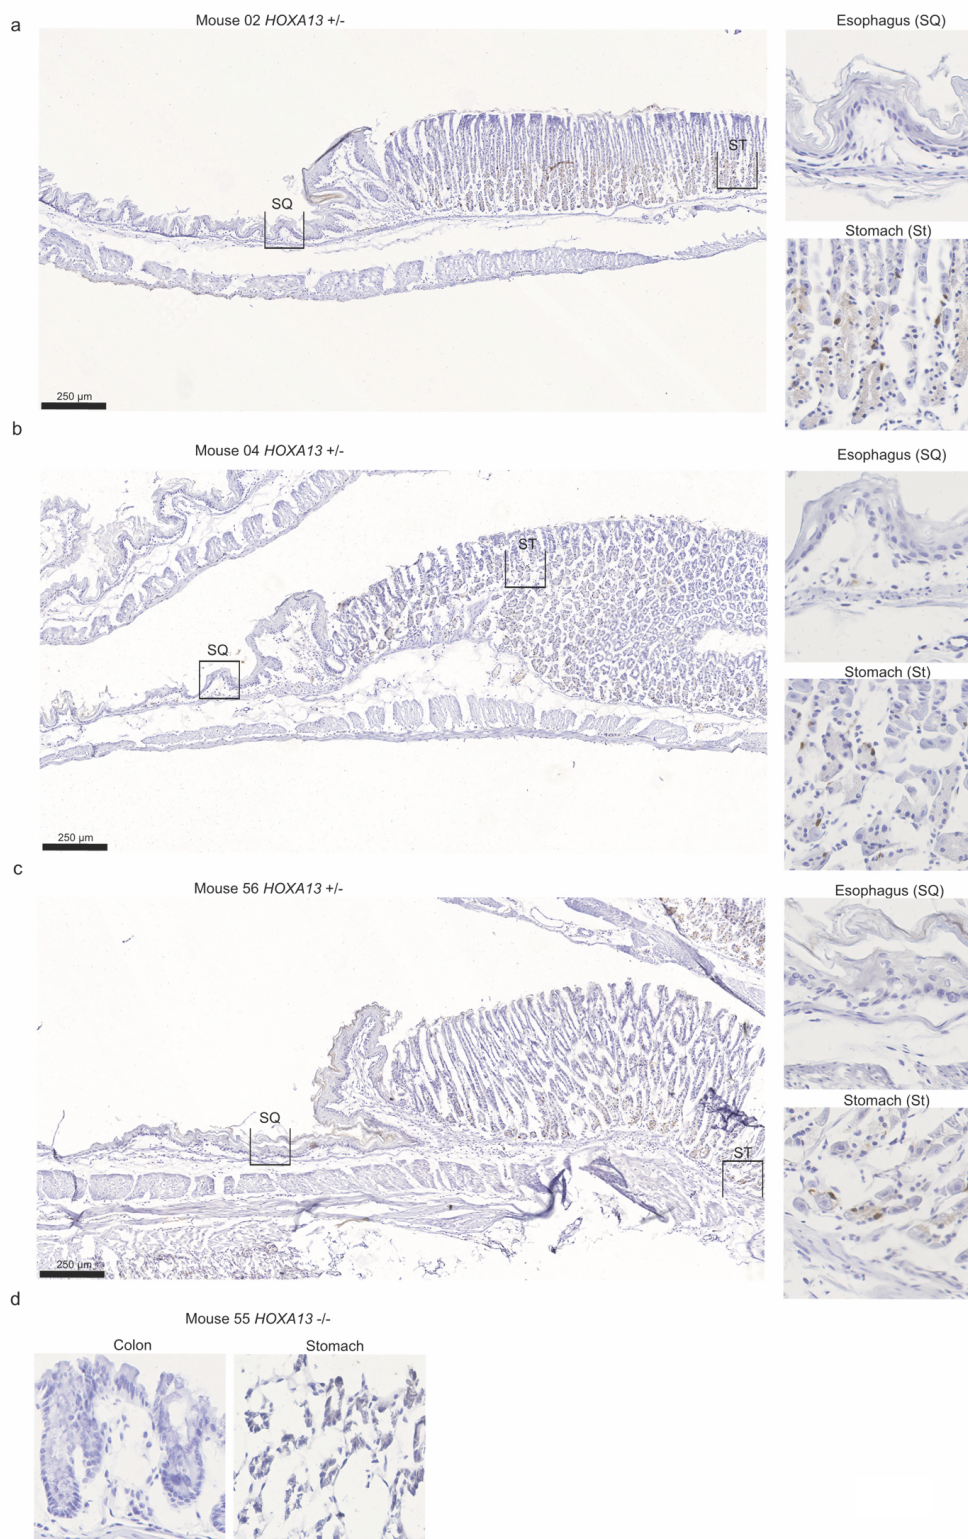 a
Mouse 02 HOXA13 +/-
Esophagus (SQ)
SQ
ST
Stomach (St)
250 µm
b
Mouse 04 HOXA13 +/-
Esophagus (SQ)
ST
SQ
Stomach (St)
250 µm
c
Mouse 56 HOXA13 +/-
Esophagus (SQ)
SQ
Stomach (St)
ST
250 µm
d
Mouse 55 HOXA13 -/-
Colon
Stomach